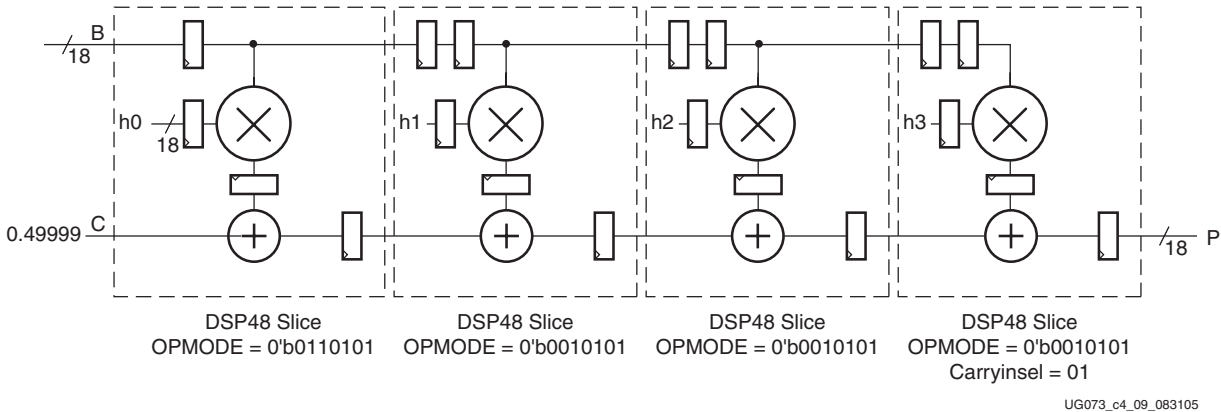 B
18
h0
18
h1
h2
h3
0.49999 C
18
P
DSP48 Slice
OPMODE = 0'b0110101
DSP48 Slice
OPMODE = 0'b0010101
DSP48 Slice
OPMODE = 0'b0010101
DSP48 Slice
OPMODE = 0'b0010101
Carryinsel = 01
UG073_c4_09_083105